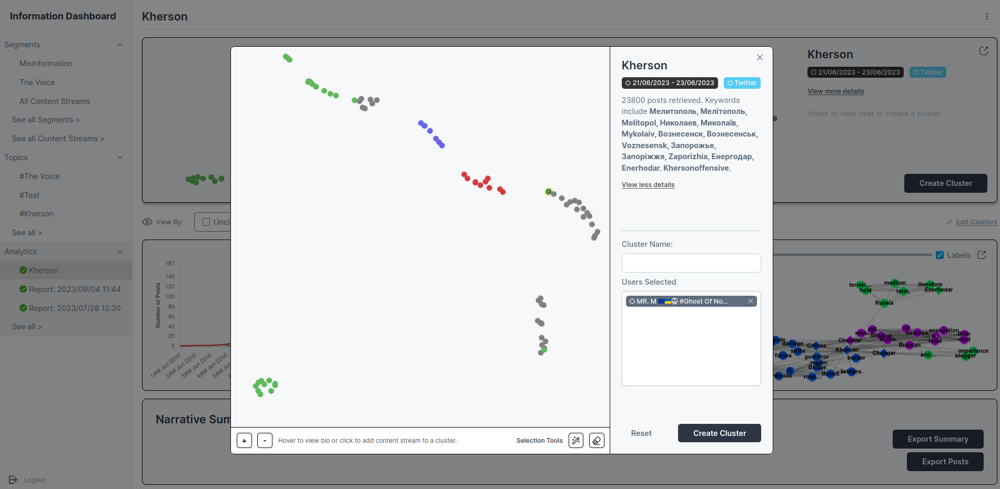 Information Dashboard
Segments
Misinformation
The Voice
All Content Streams
See all Segments >
See all Content Streams >
Topics
#The Voice
#Test
#Kherson
See all >
Analytics
Kherson
Report: 2023/09/04 11:44
Report: 2023/07/28 12:20
See all >
Logout
Kherson
Kherson
21/06/2023 - 23/06/2023
Twitter
View more details
Hover to view user or create a cluster
Create Cluster
View By:
Uncl
Edit Clusters
167
140
120
100
80
60
40
20
0
Number of Posts
1AM Jun 22nd
2AM Jun 22nd
3AM Jun 22nd
4AM Jun 22nd
5AM
Labels
terrori...
hold
medium
term,
therefore
Enerhodar
Russia
said.
rail
Shadow
Storm
hit
missiles,
is
head
occupation
Both
road
Chonhar
Russian
damage
Crimea
Kherson
Chongar
strike
forces
governor
region
Bridge
border
and...
importance
blogger
road...
thread.
bridges.
Narrative Sum
Export Summary
Export Posts
Kherson
21/06/2023 - 23/06/2023
Twitter
23800 posts retrieved. Keywords
include Мелитополь, Мелітополь,
Melitopol, Николаев, Миколаїв,
Mykolaiv, Вознесенск, Вознесенськ,
Voznesensk, Запорожье,
Запоріжжя, Zaporizhia, Енергодар,
Enerhodar, Khersonoffensive,
View less details
Cluster Name:
Users Selected
MR. M 🇪🇺🇺🇦💀 #Ghost Of No...
Reset
Create Cluster
+
-
Hover to view bio or click to add content stream to a cluster.
Selection Tools